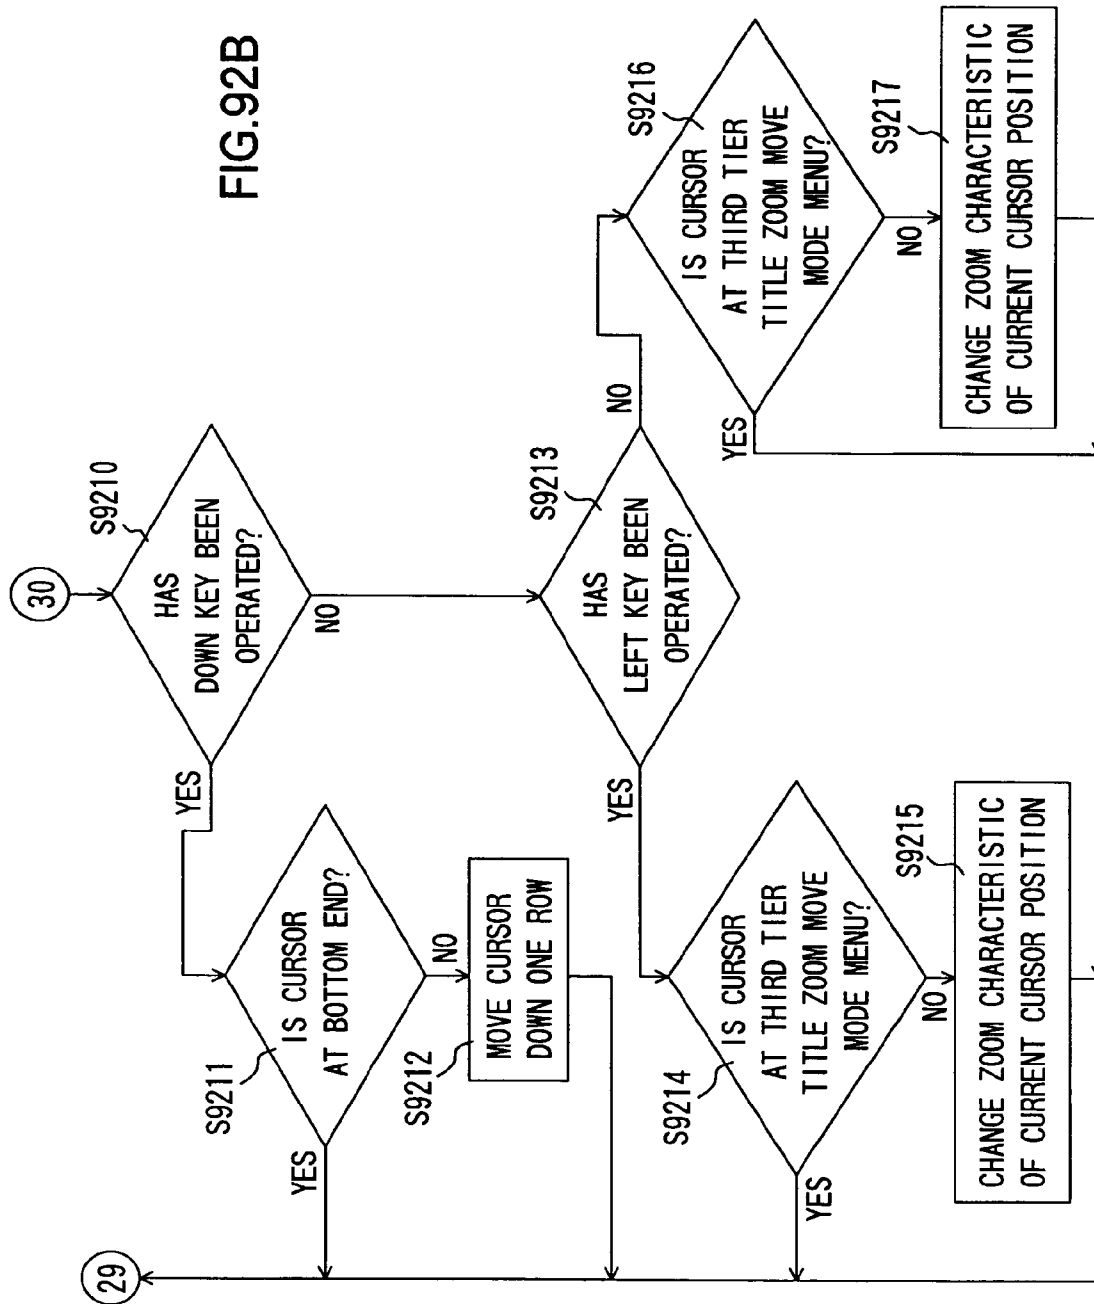 FIG.92B
30
29
S9210
HAS
DOWN KEY BEEN
OPERATED?
YES
NO
S9211
IS CURSOR
AT BOTTOM END?
YES
NO
S9212
MOVE CURSOR
DOWN ONE ROW
S9213
HAS
LEFT KEY BEEN
OPERATED?
YES
NO
S9214
IS CURSOR
AT THIRD TIER
TITLE ZOOM MOVE
MODE MENU?
YES
NO
S9215
CHANGE ZOOM CHARACTERISTIC
OF CURRENT CURSOR POSITION
S9216
IS CURSOR
AT THIRD TIER
TITLE ZOOM MOVE
MODE MENU?
YES
NO
S9217
CHANGE ZOOM CHARACTERISTIC
OF CURRENT CURSOR POSITION